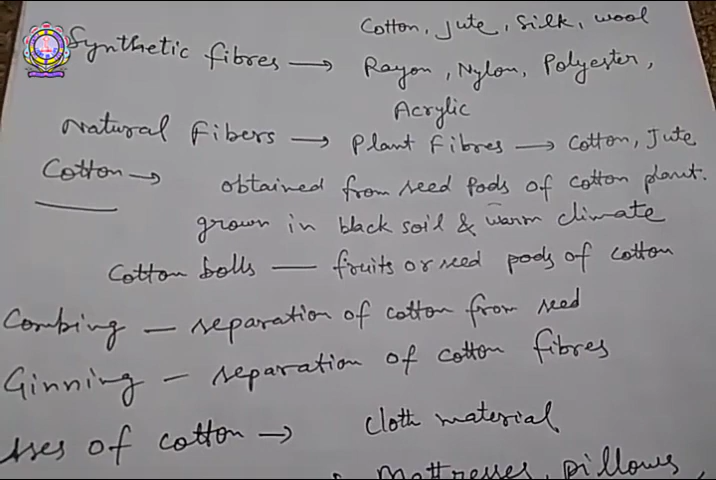 Cotton, Jute, Silk, wool
Synthetic fibres → Rayon, Nylon, Polyester,
Acrylic
Natural Fibers → Plant Fibres → Cotton, Jute
Cotton → obtained from seed Pods of cotton plant.
grown in black soil & warm climate
Cotton bolls — fruits or seed pods of cotton
Combing – separation of cotton from seed
Ginning – separation of cotton fibres
uses of cotton → cloth material
Mattresses, pillows,